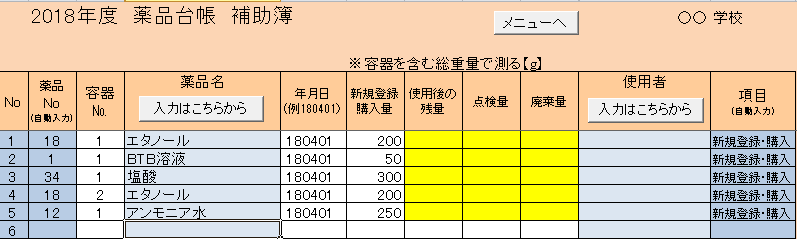 2018年度 薬品台帳 補助簿 メニューへ 〇〇 学校
※容器を含む総重量で測る【g】
No 薬品No(自動入力) 容器No. 薬品名 入力はこちらから 年月日(例180401) 新規登録購入量 使用後の残量 点検量 廃棄量 使用者 入力はこちらから 項目(自動入力)
1 18 1 エタノール 180401 200 新規登録・購入
2 1 1 BTB溶液 180401 50 新規登録・購入
3 34 1 塩酸 180401 300 新規登録・購入
4 18 2 エタノール 180401 200 新規登録・購入
5 12 1 アンモニア水 180401 250 新規登録・購入
6